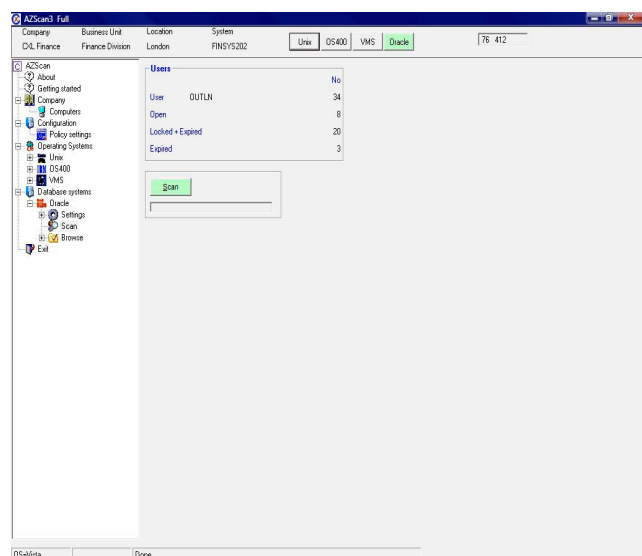 AZScan3 Full
Company Business Unit Location System
CXL Finance Finance Division London FINSYS202
Unix OS400 VMS Oracle
76 412
AZScan
About
Getting started
Company
Computers
Configuration
Policy settings
Operating Systems
Unix
OS400
VMS
Database systems
Oracle
Settings
Scan
Browse
Exit
Users
No
User OUTLN 34
Open 8
Locked + Expired 20
Expired 3
Scan
OS=Vista Done